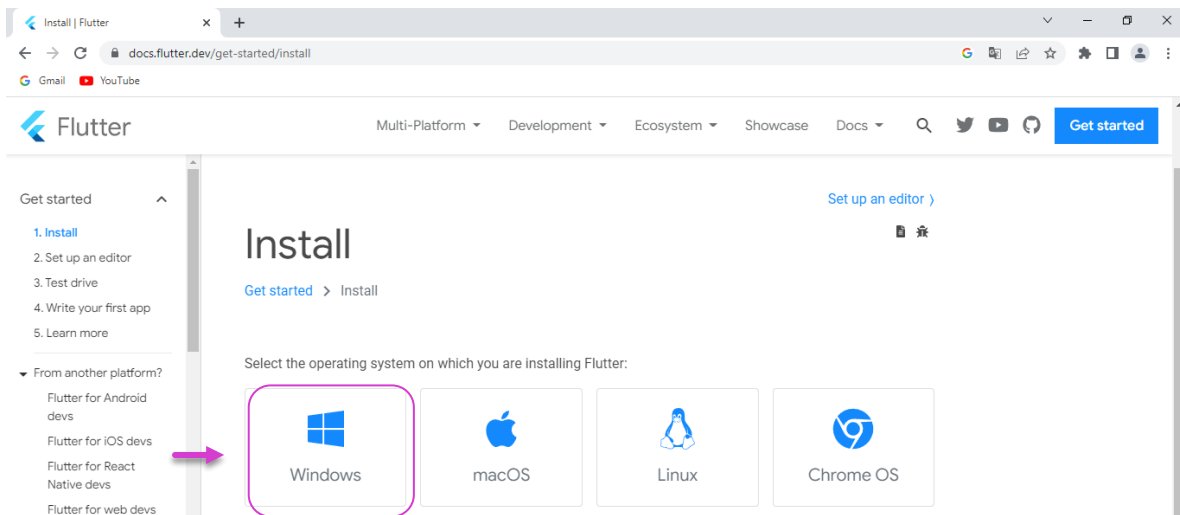 Install | Flutter
docs.flutter.dev/get-started/install
Gmail YouTube
Flutter Multi-Platform Development Ecosystem Showcase Docs Get started
Get started
1. Install
2. Set up an editor
3. Test drive
4. Write your first app
5. Learn more
From another platform?
Flutter for Android
devs
Flutter for iOS devs
Flutter for React
Native devs
Flutter for web devs
Set up an editor
Install
Get started Install
Select the operating system on which you are installing Flutter:
Windows macOS Linux Chrome OS